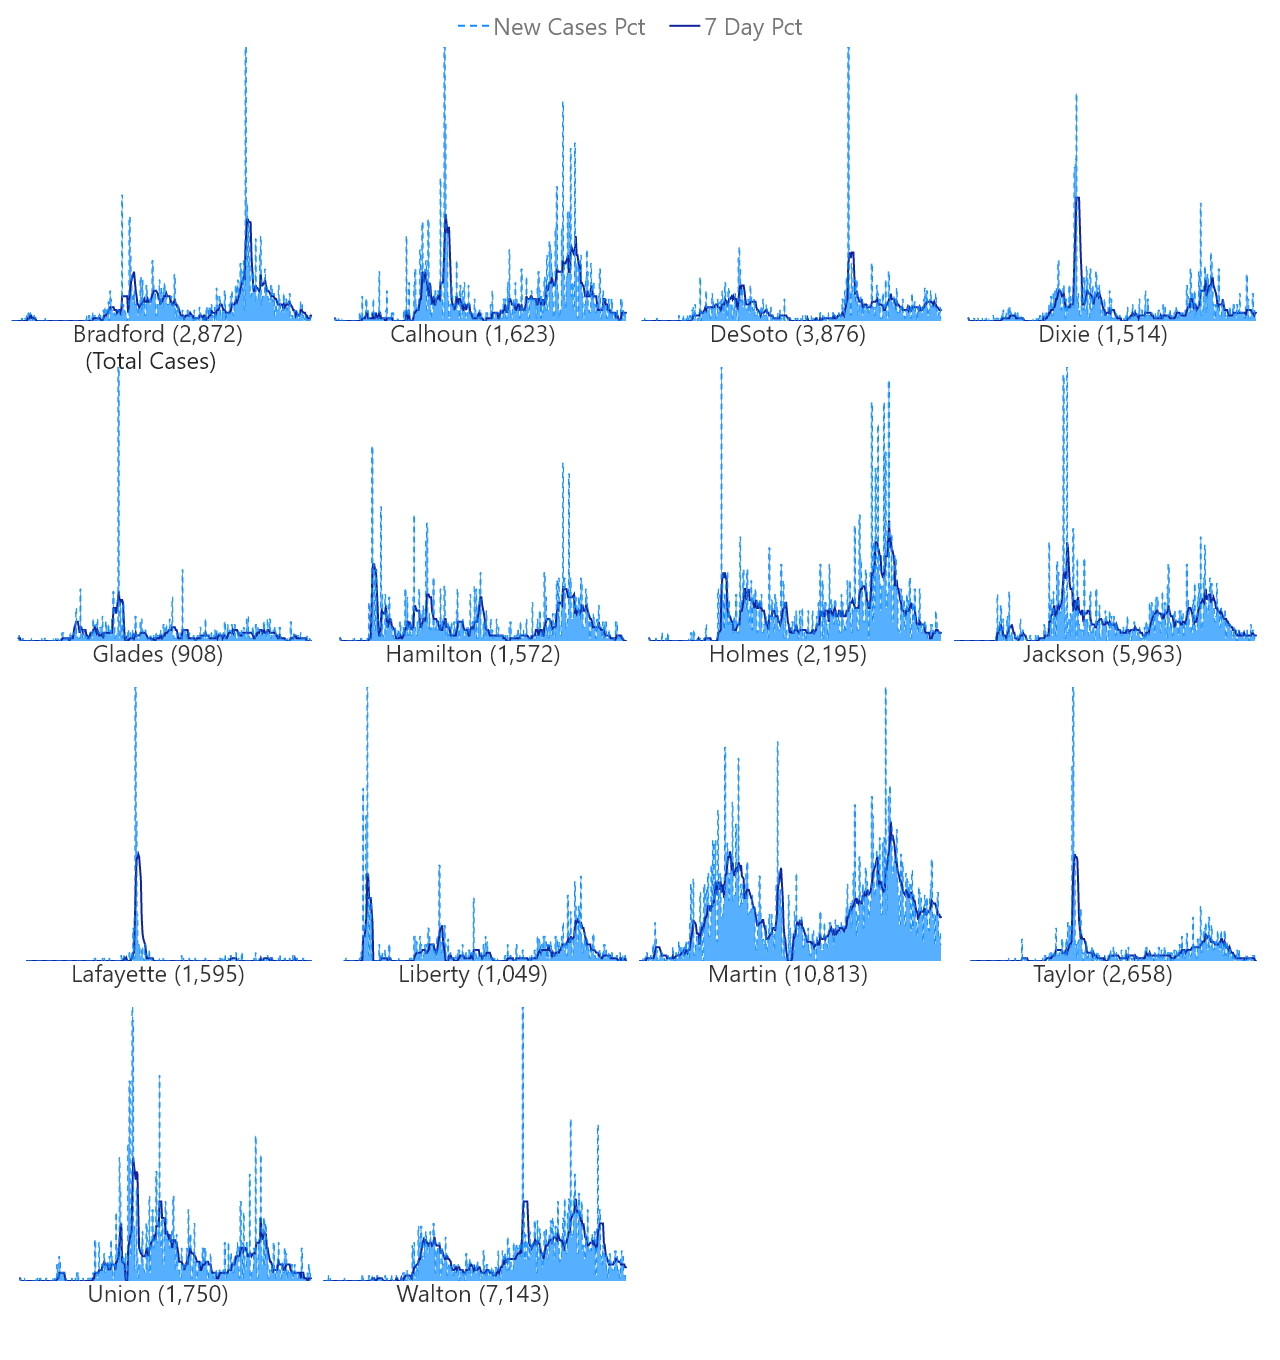 New Cases Pct 7 Day Pct
Bradford (2,872) Calhoun (1,623) DeSoto (3,876) Dixie (1,514)
(Total Cases)
Glades (908) Hamilton (1,572) Holmes (2,195) Jackson (5,963)
Lafayette (1,595) Liberty (1,049) Martin (10,813) Taylor (2,658)
Union (1,750) Walton (7,143)